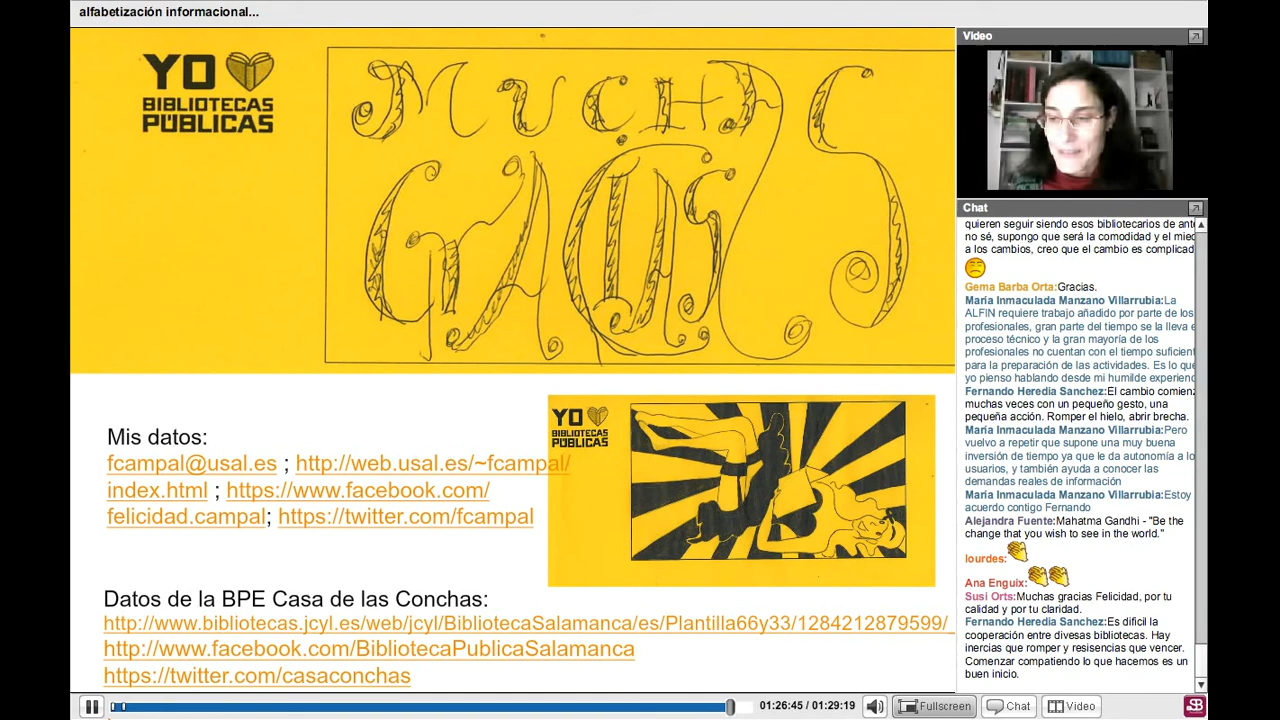 alfabetización informacional...
YO
BIBLIOTECAS
PÚBLICAS
MUCHAS
GRACIAS
Mis datos:
fcampal@usal.es ; http://web.usal.es/~fcampal/
index.html ; https://www.facebook.com/
felicidad.campal; https://twitter.com/fcampal
YO
BIBLIOTECAS
PÚBLICAS
Datos de la BPE Casa de las Conchas:
http://www.bibliotecas.jcyl.es/web/jcyl/BibliotecaSalamanca/es/Plantilla66y33/1284212879599/_
http://www.facebook.com/BibliotecaPublicaSalamanca
https://twitter.com/casaconchas
Video
Chat
quieren seguir siendo esos bibliotecarios de ant
no sé, supongo que será la comodidad y el mied
a los cambios, creo que el cambio es complicad
Gema Barba Orta:Gracias.
Maria Inmaculada Manzano Villarrubia:La
ALFIN requiere trabajo añadido por parte de los
profesionales, gran parte del tiempo se la lleva e
proceso técnico y la gran mayoría de los
profesionales no cuentan con el tiempo suficient
para la preparación de las actividades. Es lo que
yo pienso hablando desde mi humilde experienc
Fernando Heredia Sanchez:El cambio comienz
muchas veces con un pequeño gesto, una
pequeña acción. Romper el hielo, abrir brecha.
Maria Inmaculada Manzano Villarrubia:Pero
vuelvo a repetir que supone una muy buena
inversión de tiempo ya que le da autonomía a lo
usuarios, y también ayuda a conocer las
demandas reales de información
Maria Inmaculada Manzano Villarrubia:Estoy
acuerdo contigo Fernando
Alejandra Fuente:Mahatma Gandhi - "Be the
change that you wish to see in the world."
lourdes:
Ana Enguix:
Susi Orts:Muchas gracias Felicidad, por tu
calidad y por tu claridad.
Fernando Heredia Sanchez:Es dificil la
cooperación entre divesas bibliotecas. Hay
inercias que romper y resisencias que vencer.
Comenzar compatiendo lo que hacemos es un
buen inicio.
01:26:45 / 01:29:19
Fullscreen
Chat
Video
SB